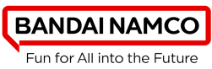 BANDAI NAMCO
Fun for All into the Future